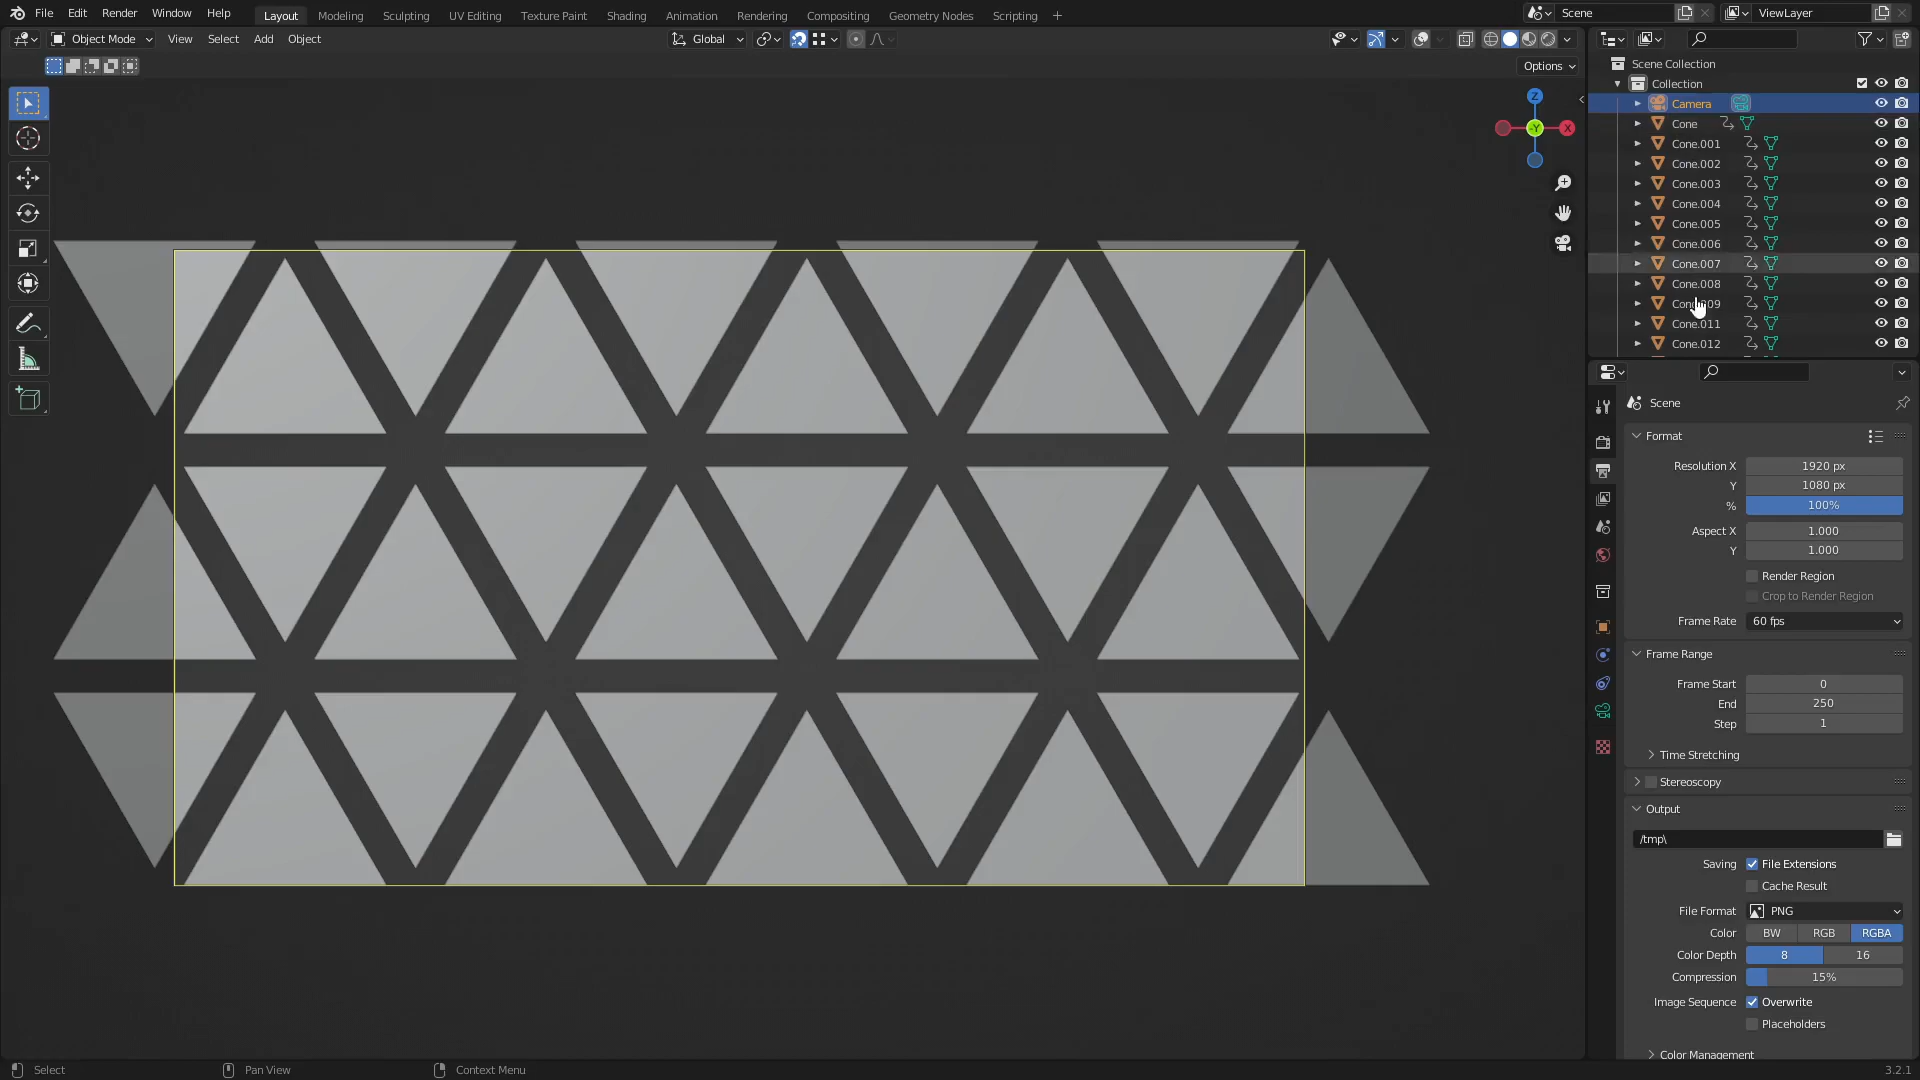 File Edit Render Window Help
Layout Modeling Sculpting UV Editing Texture Paint Shading Animation Rendering Compositing Geometry Nodes Scripting +
Scene
ViewLayer
Object Mode View Select Add Object
Global
Options
Z
-Y
X
Scene Collection
Collection
Camera
Cone
Cone.001
Cone.002
Cone.003
Cone.004
Cone.005
Cone.006
Cone.007
Cone.008
Cone.009
Cone.011
Cone.012
Scene
Format
Resolution X 1920 px
Y 1080 px
% 100%
Aspect X 1.000
Y 1.000
Render Region
Crop to Render Region
Frame Rate 60 fps
Frame Range
Frame Start 0
End 250
Step 1
Time Stretching
Stereoscopy
Output
/tmp\
Saving File Extensions
Cache Result
File Format PNG
Color BW RGB RGBA
Color Depth 8 16
Compression 15%
Image Sequence Overwrite
Placeholders
Color Management
Select Pan View Context Menu 3.2.1